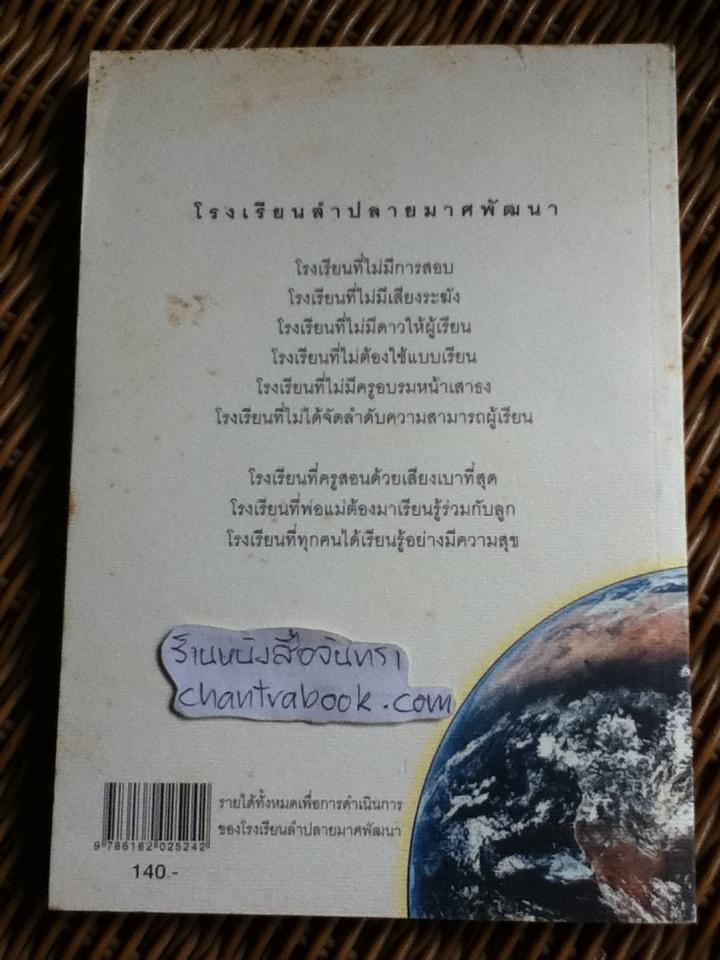 โรงเรียนลำปลายมาศพัฒนา
โรงเรียนที่ไม่มีการสอบ
โรงเรียนที่ไม่มีเสียงระฆัง
โรงเรียนที่ไม่มีดาวให้ผู้เรียน
โรงเรียนที่ไม่ต้องใช้แบบเรียน
โรงเรียนที่ไม่มีครูอบรมหน้าเสาธง
โรงเรียนที่ไม่ได้จัดลำดับความสามารถผู้เรียน
โรงเรียนที่ครูสอนด้วยเสียงเบาที่สุด
โรงเรียนที่พ่อแม่ต้องมาเรียนรู้ร่วมกับลูก
โรงเรียนที่ทุกคนได้เรียนรู้อย่างมีความสุข
ร้านหนังสือจันทรา
chantrabook.com
รายได้ทั้งหมดเพื่อการดำเนินการ
ของโรงเรียนลำปลายมาศพัฒนา
9 786162 025242
140.-